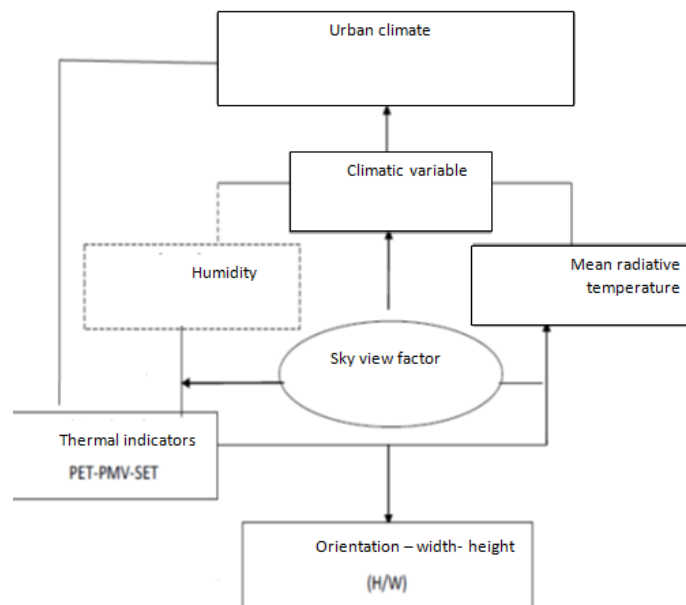 Urban climate
Climatic variable
Humidity
Mean radiative
temperature
Sky view factor
Thermal indicators
PET-PMV-SET
Orientation – width- height
(H/W)